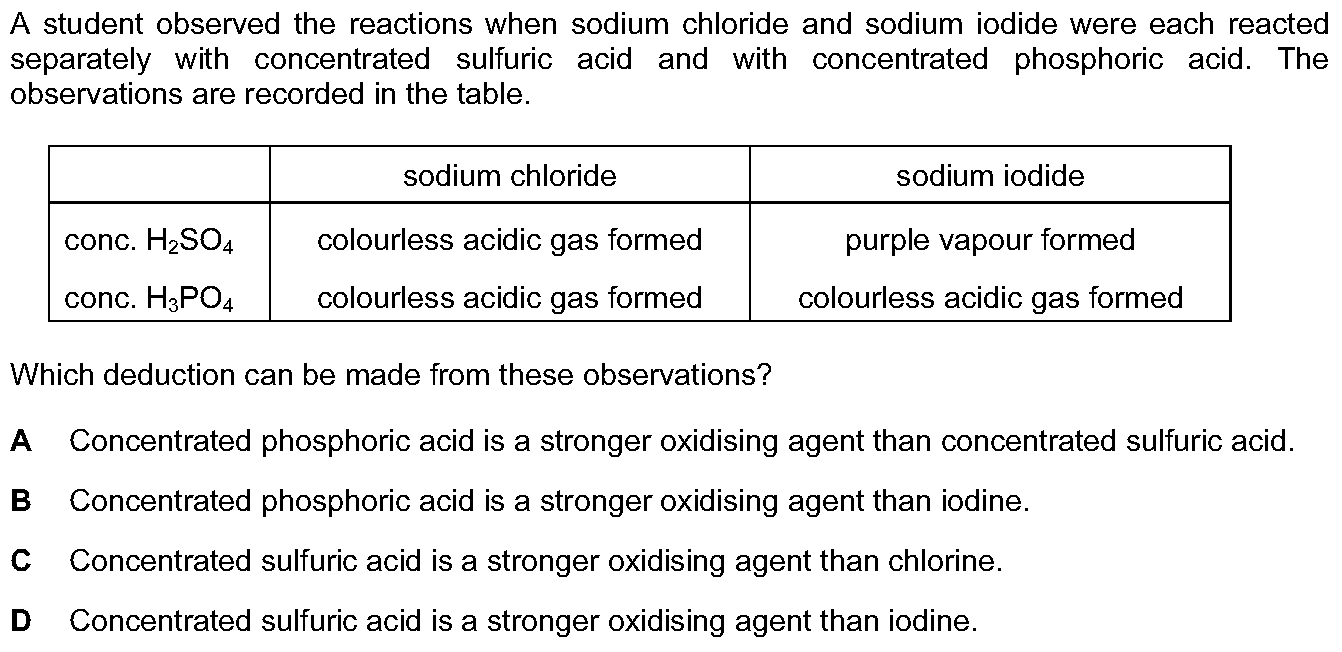 A student observed the reactions when sodium chloride and sodium iodide were each reacted
separately with concentrated sulfuric acid and with concentrated phosphoric acid. The
observations are recorded in the table.
sodium chloride sodium iodide
conc. H₂SO₄ colourless acidic gas formed purple vapour formed
conc. H₃PO₄ colourless acidic gas formed colourless acidic gas formed
Which deduction can be made from these observations?
A Concentrated phosphoric acid is a stronger oxidising agent than concentrated sulfuric acid.
B Concentrated phosphoric acid is a stronger oxidising agent than iodine.
C Concentrated sulfuric acid is a stronger oxidising agent than chlorine.
D Concentrated sulfuric acid is a stronger oxidising agent than iodine.